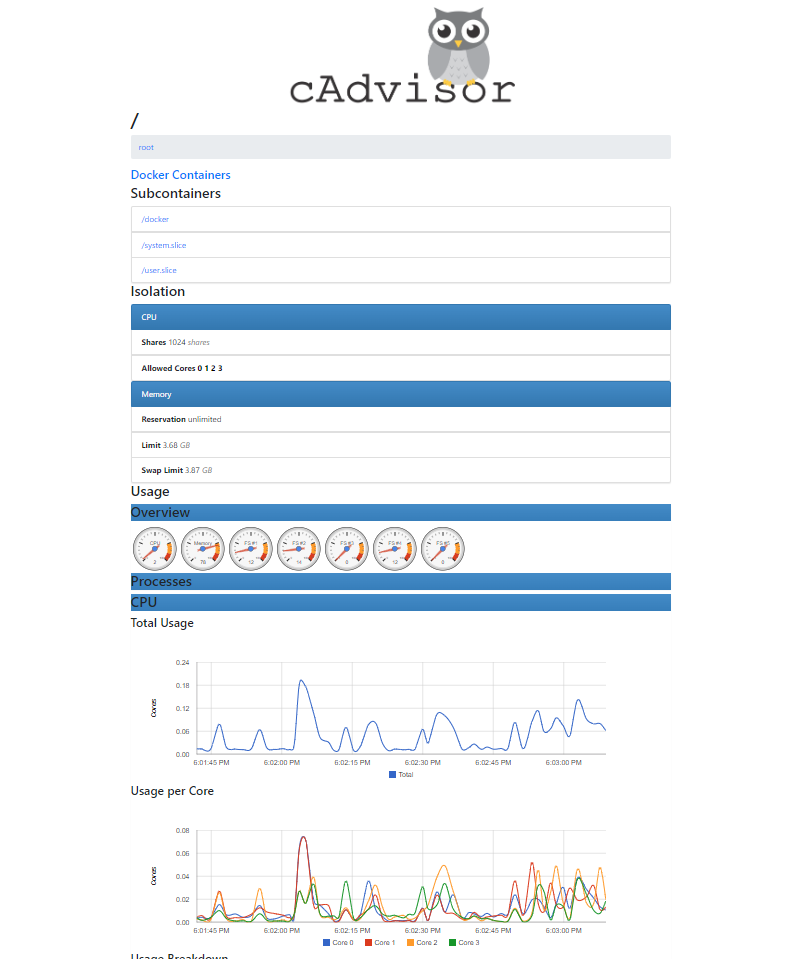 cAdvisor
/
root
Docker Containers
Subcontainers
/docker
/system.slice
/user.slice
Isolation
CPU
Shares 1024 shares
Allowed Cores 0 1 2 3
Memory
Reservation unlimited
Limit 3.68 GB
Swap Limit 3.87 GB
Usage
Overview
CPU Memory FS #1 FS #2 FS #3 FS #4 FS #5
2 78 12 14 0 12 0
Processes
CPU
Total Usage
0.24
0.18
0.12
0.06
0.00
Cores
6:01:45 PM 6:02:00 PM 6:02:15 PM 6:02:30 PM 6:02:45 PM 6:03:00 PM
Total
Usage per Core
0.08
0.06
0.04
0.02
0.00
Cores
6:01:45 PM 6:02:00 PM 6:02:15 PM 6:02:30 PM 6:02:45 PM 6:03:00 PM
Core 0 Core 1 Core 2 Core 3
Usage Breakdown